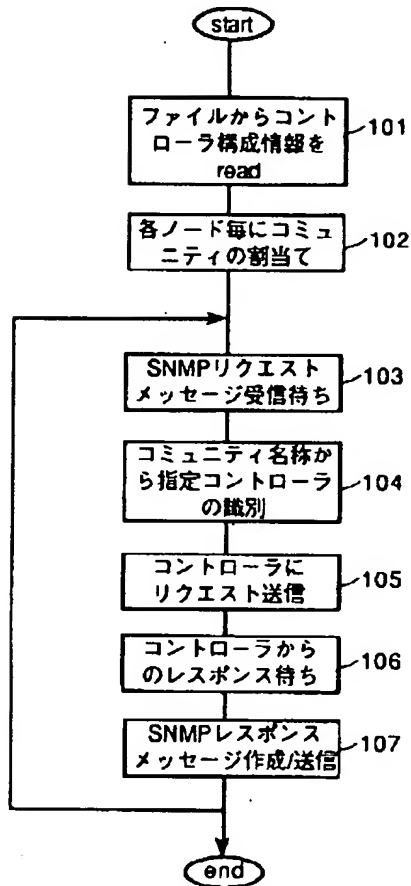 start
ファイルからコント
ローラ構成情報を
read
101
各ノード毎にコミュ
ニティの割当て
102
SNMPリクエスト
メッセージ受信待ち
103
コミュニティ名称か
ら指定コントローラ
の識別
104
コントローラに
リクエスト送信
105
コントローラから
のレスポンス待ち
106
SNMPレスポンス
メッセージ作成/送信
107
end